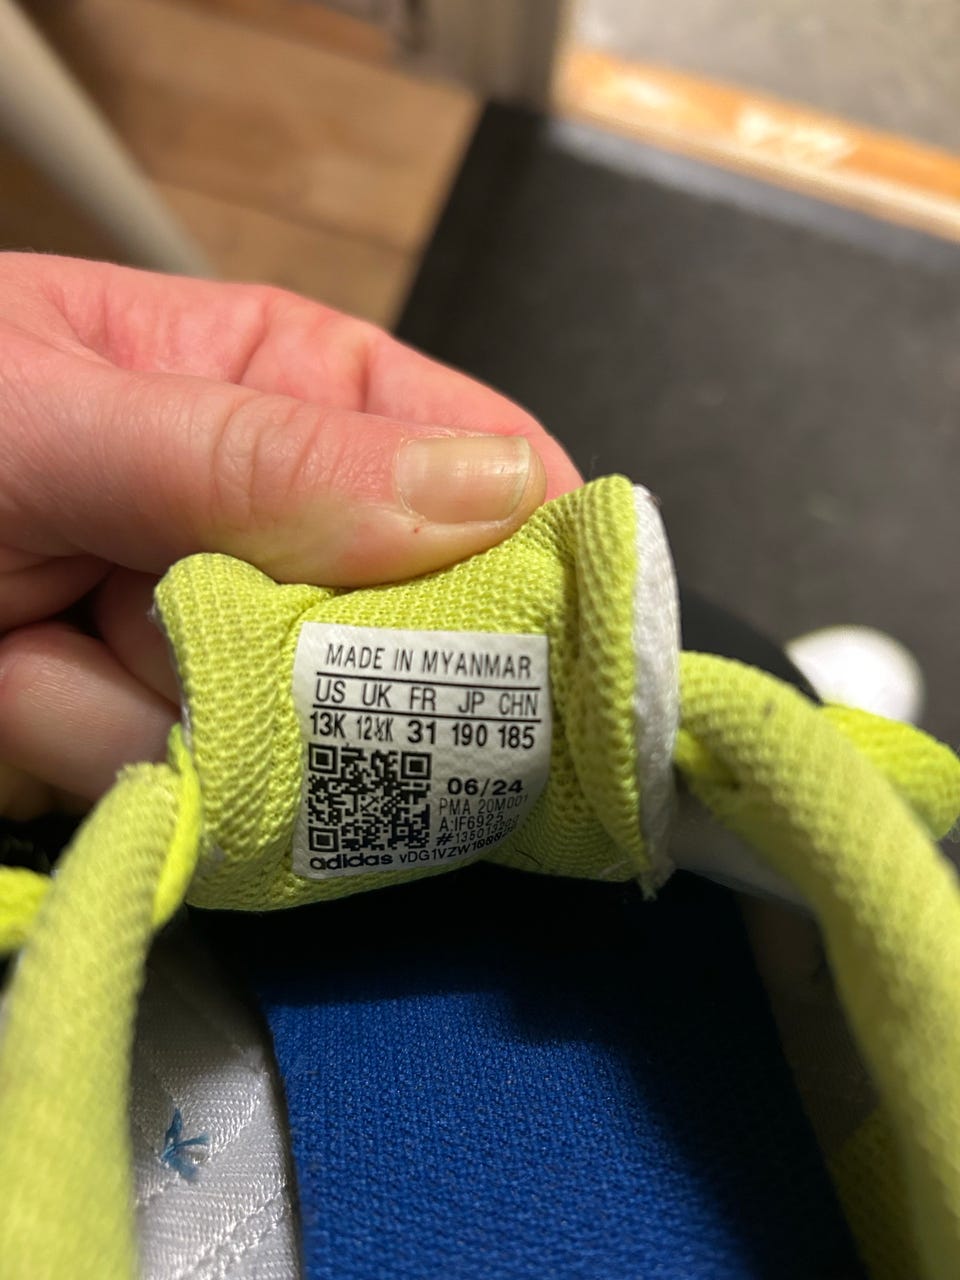 MADE IN MYANMAR
US UK FR JP CHN
13K 12½K 31 190 185
06/24
PMA 20M001
A:IF6925
adidas